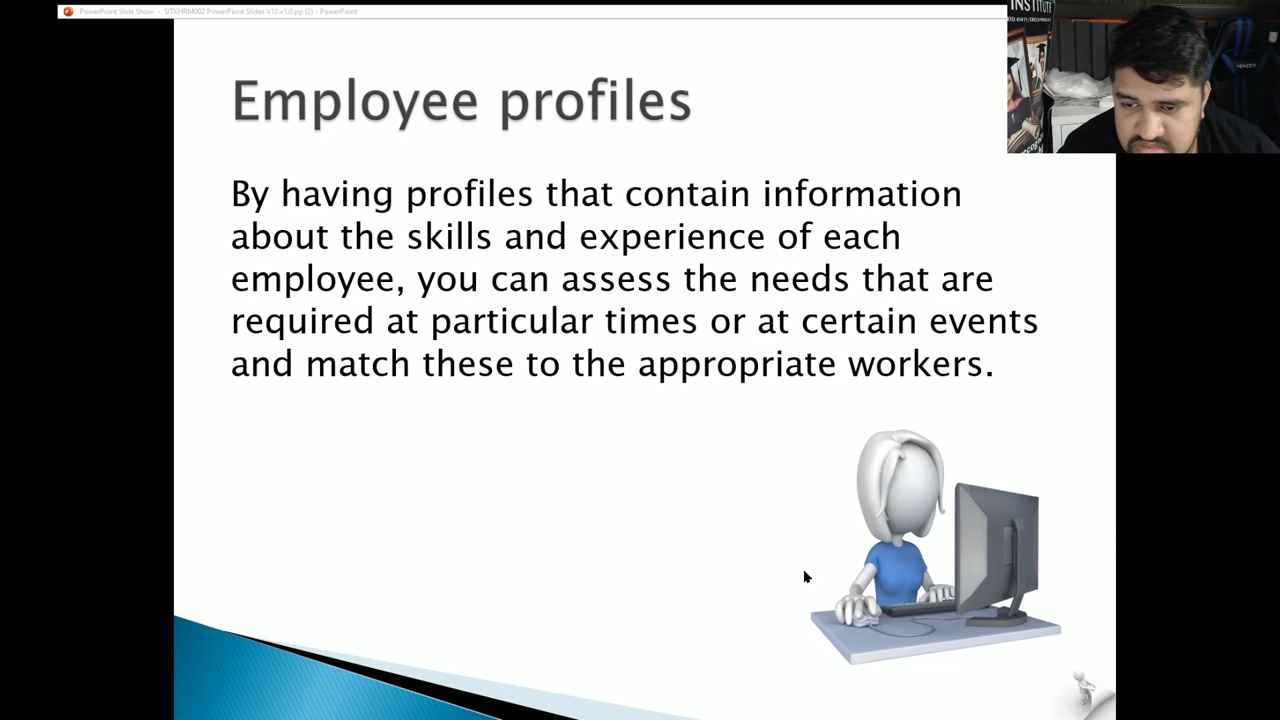 PowerPoint Slide Show - SITXHRM002 PowerPoint Slides V10.v1.0.pp (2) - PowerPoint
INSTITUTE
Employee profiles
By having profiles that contain information
about the skills and experience of each
employee, you can assess the needs that are
required at particular times or at certain events
and match these to the appropriate workers.